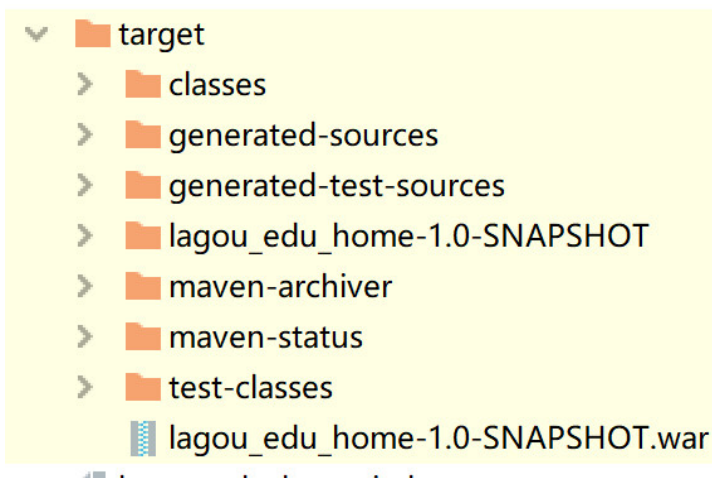 target
classes
generated-sources
generated-test-sources
lagou_edu_home-1.0-SNAPSHOT
maven-archiver
maven-status
test-classes
lagou_edu_home-1.0-SNAPSHOT.war